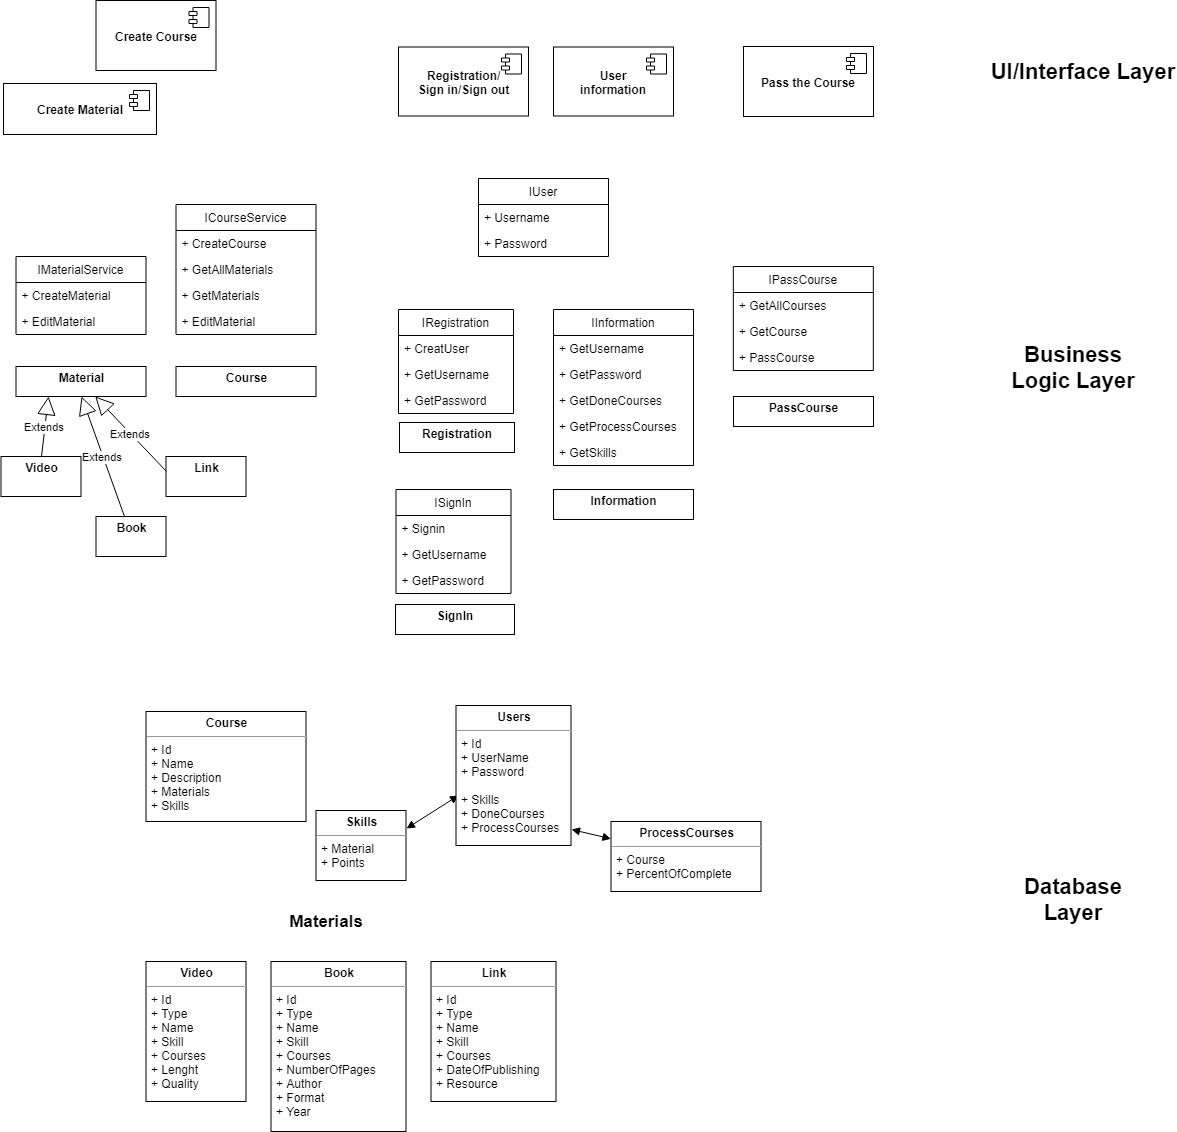 Create Course
Create Material
Registration/
Sign in/Sign out
User
information
Pass the Course
UI/Interface Layer
IUser
+ Username
+ Password
ICourseService
+ CreateCourse
+ GetAllMaterials
+ GetMaterials
+ EditMaterial
IMaterialService
+ CreateMaterial
+ EditMaterial
IPassCourse
+ GetAllCourses
+ GetCourse
+ PassCourse
IRegistration
+ CreatUser
+ GetUsername
+ GetPassword
IInformation
+ GetUsername
+ GetPassword
+ GetDoneCourses
+ GetProcessCourses
+ GetSkills
Business
Logic Layer
Material
Course
PassCourse
Registration
Extends
Extends
Extends
Video
Link
Book
Information
ISignIn
+ Signin
+ GetUsername
+ GetPassword
SignIn
Course
+ Id
+ Name
+ Description
+ Materials
+ Skills
Users
+ Id
+ UserName
+ Password
+ Skills
+ DoneCourses
+ ProcessCourses
Skills
+ Material
+ Points
ProcessCourses
+ Course
+ PercentOfComplete
Database
Layer
Materials
Video
+ Id
+ Type
+ Name
+ Skill
+ Courses
+ Lenght
+ Quality
Book
+ Id
+ Type
+ Name
+ Skill
+ Courses
+ NumberOfPages
+ Author
+ Format
+ Year
Link
+ Id
+ Type
+ Name
+ Skill
+ Courses
+ DateOfPublishing
+ Resource